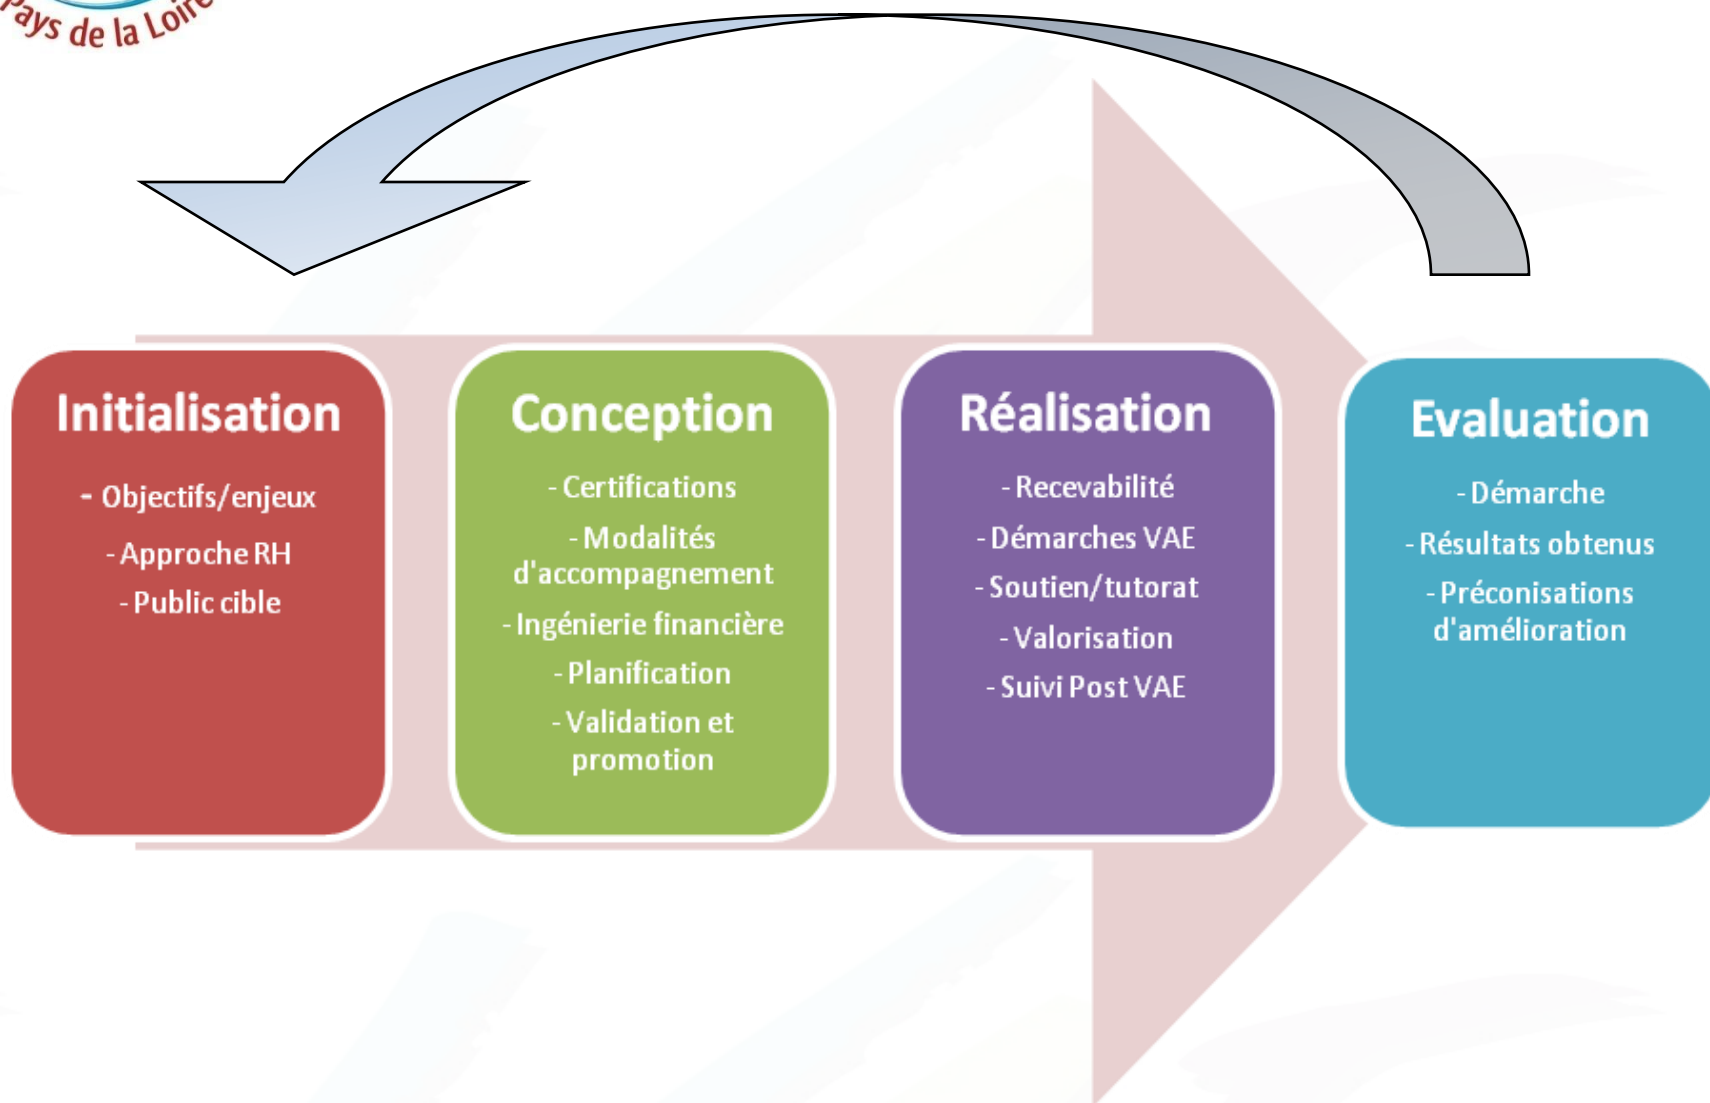 Pays de la Loire
Initialisation
- Objectifs/enjeux
- Approche RH
- Public cible
Conception
- Certifications
- Modalités
d'accompagnement
- Ingénierie financière
- Planification
- Validation et
promotion
Réalisation
- Recevabilité
- Démarches VAE
- Soutien/tutorat
- Valorisation
- Suivi Post VAE
Evaluation
- Démarche
- Résultats obtenus
- Préconisations
d'amélioration